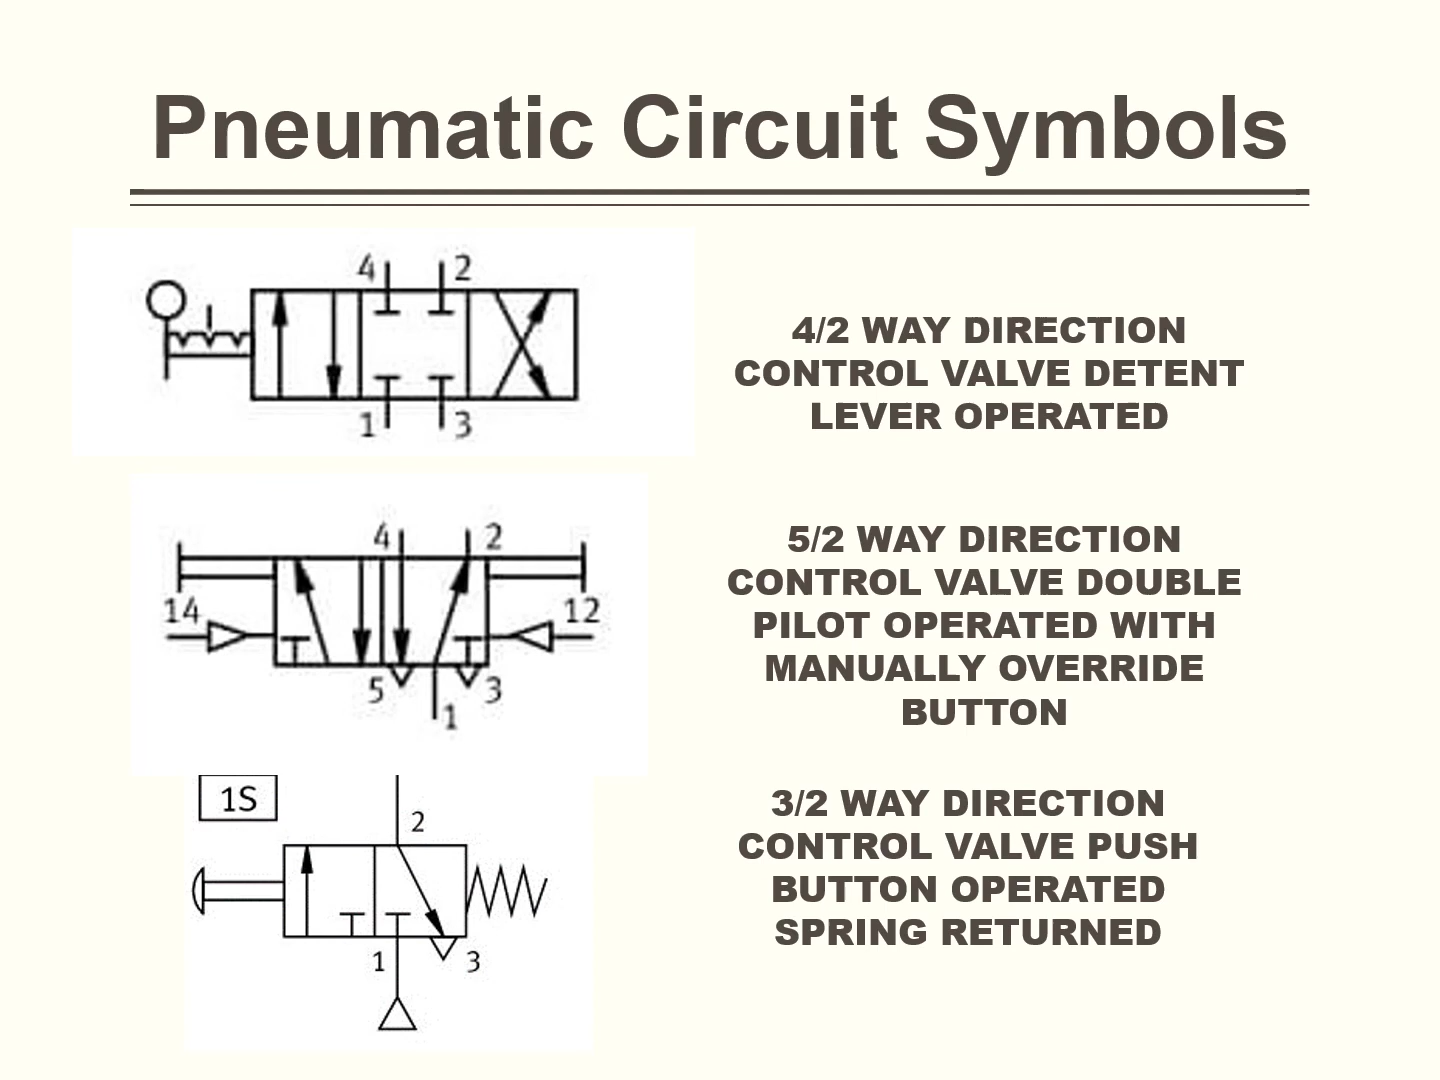 Pneumatic Circuit Symbols
4 2
1 3
4/2 WAY DIRECTION
CONTROL VALVE DETENT
LEVER OPERATED
4 2
14 12
5 3
1
5/2 WAY DIRECTION
CONTROL VALVE DOUBLE
PILOT OPERATED WITH
MANUALLY OVERRIDE
BUTTON
1S
2
1 3
3/2 WAY DIRECTION
CONTROL VALVE PUSH
BUTTON OPERATED
SPRING RETURNED